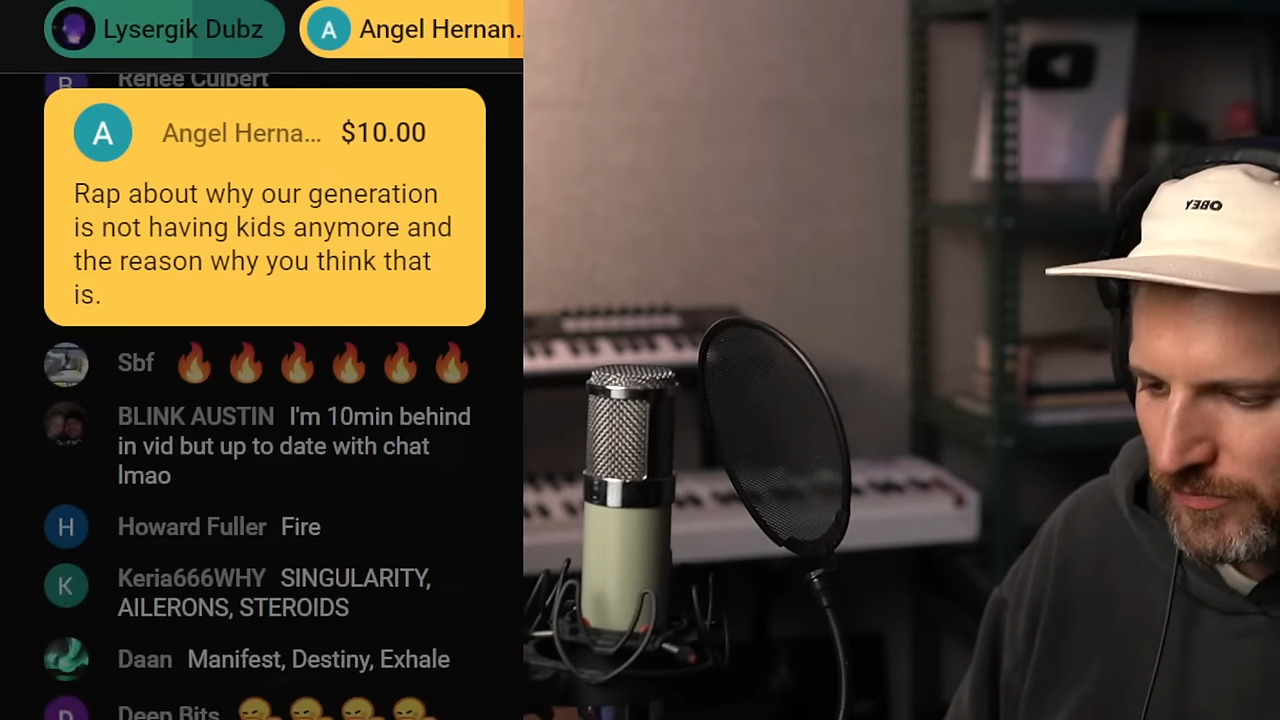 Lysergik Dubz
A Angel Hernan...
R Renee Culbert
A Angel Herna... $10.00
Rap about why our generation
is not having kids anymore and
the reason why you think that
is.
Sbf
BLINK AUSTIN I'm 10min behind
in vid but up to date with chat
lmao
H Howard Fuller Fire
K Keria666WHY SINGULARITY,
AILERONS, STEROIDS
Daan Manifest, Destiny, Exhale
D Deep Bits
OBEY